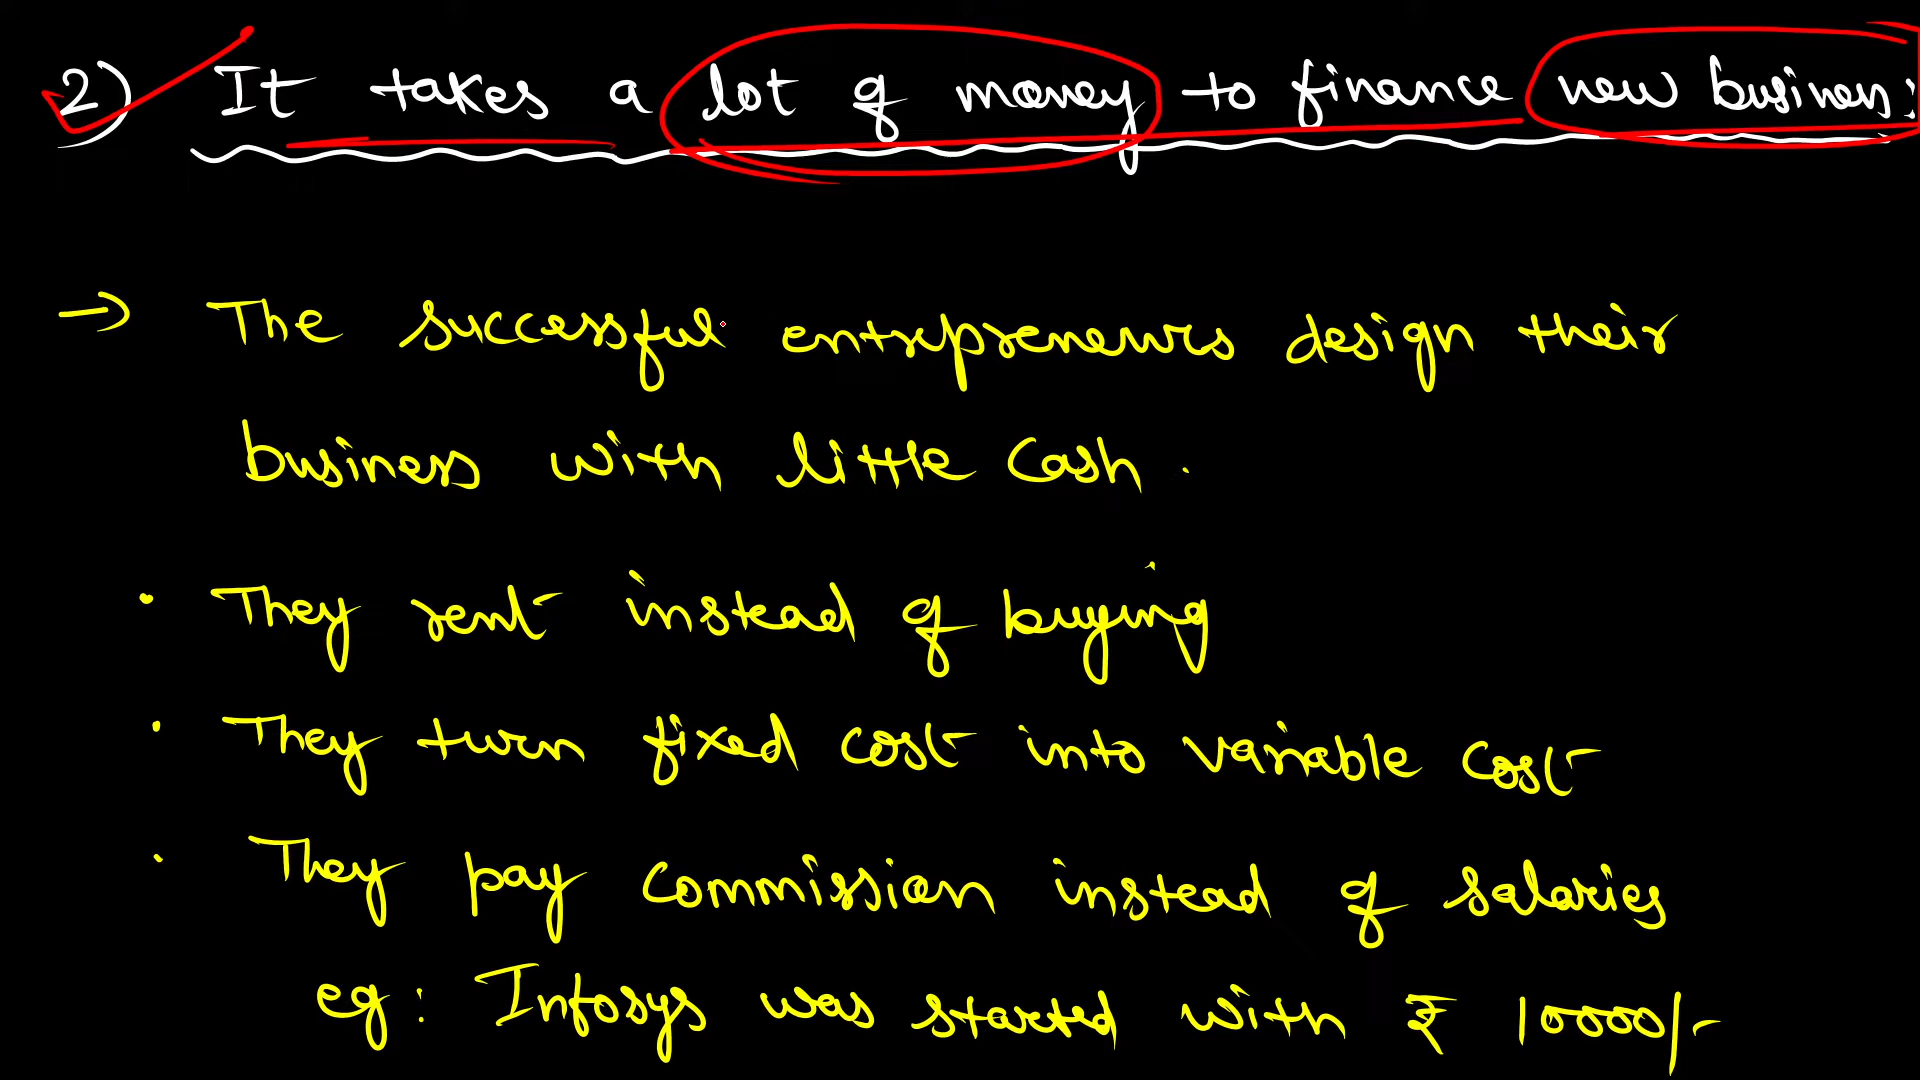 2) It takes a lot of money to finance new business:
→ The successful entrepreneurs design their
business with little cash.
• They rent instead of buying
• They turn fixed cost into variable cost
• They pay commission instead of salaries
eg: Infosys was started with ₹ 10000/-